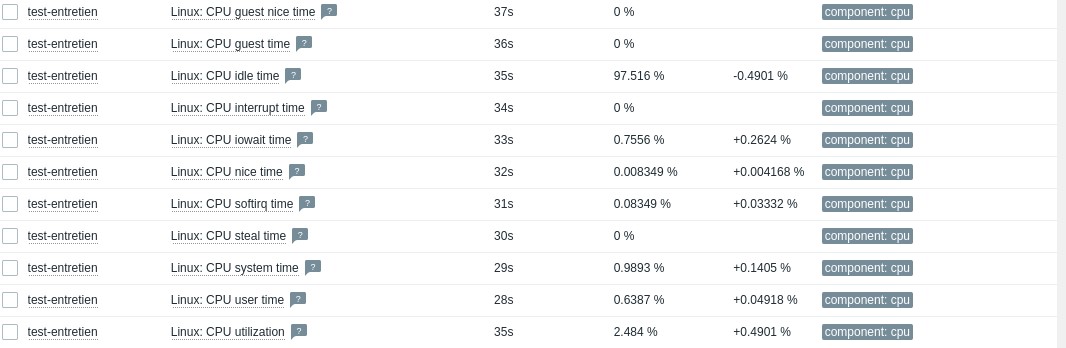 test-entretien Linux: CPU guest nice time ? 37s 0 % component: cpu
test-entretien Linux: CPU guest time ? 36s 0 % component: cpu
test-entretien Linux: CPU idle time ? 35s 97.516 % -0.4901 % component: cpu
test-entretien Linux: CPU interrupt time ? 34s 0 % component: cpu
test-entretien Linux: CPU iowait time ? 33s 0.7556 % +0.2624 % component: cpu
test-entretien Linux: CPU nice time ? 32s 0.008349 % +0.004168 % component: cpu
test-entretien Linux: CPU softirq time ? 31s 0.08349 % +0.03332 % component: cpu
test-entretien Linux: CPU steal time ? 30s 0 % component: cpu
test-entretien Linux: CPU system time ? 29s 0.9893 % +0.1405 % component: cpu
test-entretien Linux: CPU user time ? 28s 0.6387 % +0.04918 % component: cpu
test-entretien Linux: CPU utilization ? 35s 2.484 % +0.4901 % component: cpu